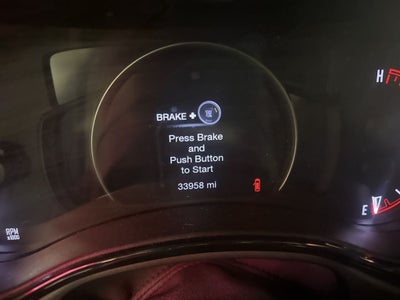 H
BRAKE +
Press Brake
and
Push Button
to Start
33958 mi
E
RPM
x1000